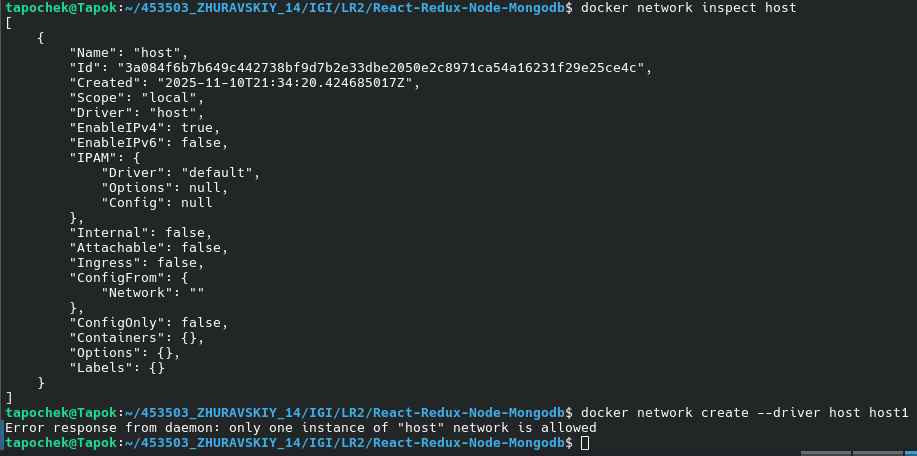 tapochek@Tapok:~/453503_ZHURAVSKIY_14/IGI/LR2/React-Redux-Node-Mongodb$ docker network inspect host
[
    {
        "Name": "host",
        "Id": "3a084f6b7b649c442738bf9d7b2e33dbe2050e2c8971ca54a16231f29e25ce4c",
        "Created": "2025-11-10T21:34:20.424685017Z",
        "Scope": "local",
        "Driver": "host",
        "EnableIPv4": true,
        "EnableIPv6": false,
        "IPAM": {
            "Driver": "default",
            "Options": null,
            "Config": null
        },
        "Internal": false,
        "Attachable": false,
        "Ingress": false,
        "ConfigFrom": {
            "Network": ""
        },
        "ConfigOnly": false,
        "Containers": {},
        "Options": {},
        "Labels": {}
    }
]
tapochek@Tapok:~/453503_ZHURAVSKIY_14/IGI/LR2/React-Redux-Node-Mongodb$ docker network create --driver host host1
Error response from daemon: only one instance of "host" network is allowed
tapochek@Tapok:~/453503_ZHURAVSKIY_14/IGI/LR2/React-Redux-Node-Mongodb$